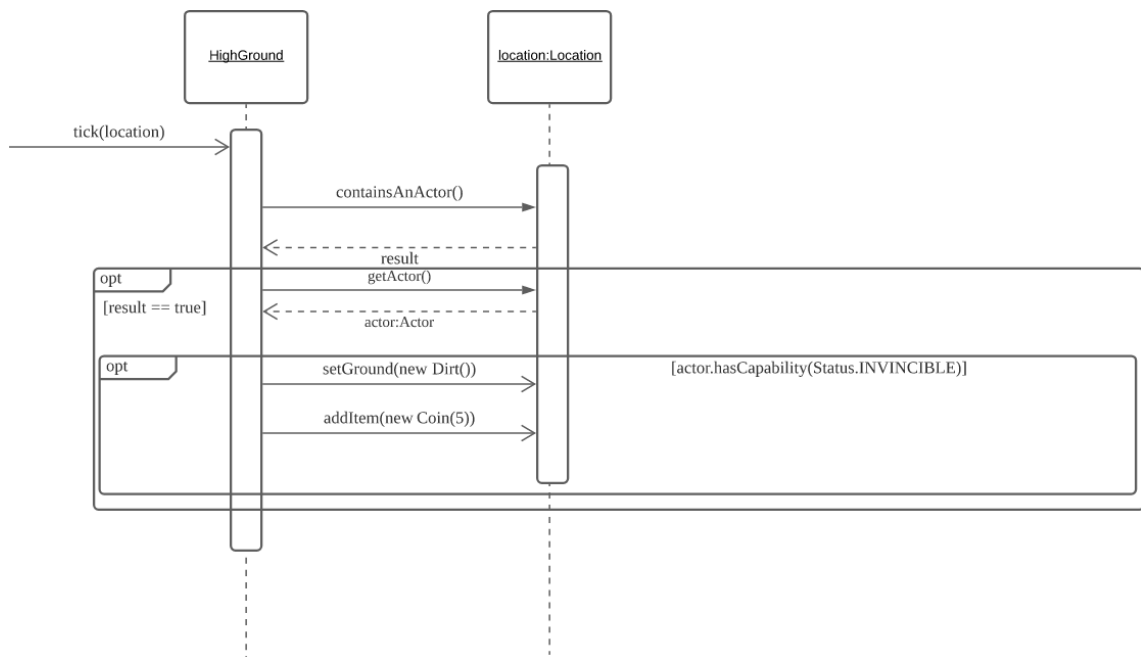 HighGround
location:Location
tick(location)
containsAnActor()
result
opt
getActor()
[result == true]
actor:Actor
opt
setGround(new Dirt())
[actor.hasCapability(Status.INVINCIBLE)]
addItem(new Coin(5))